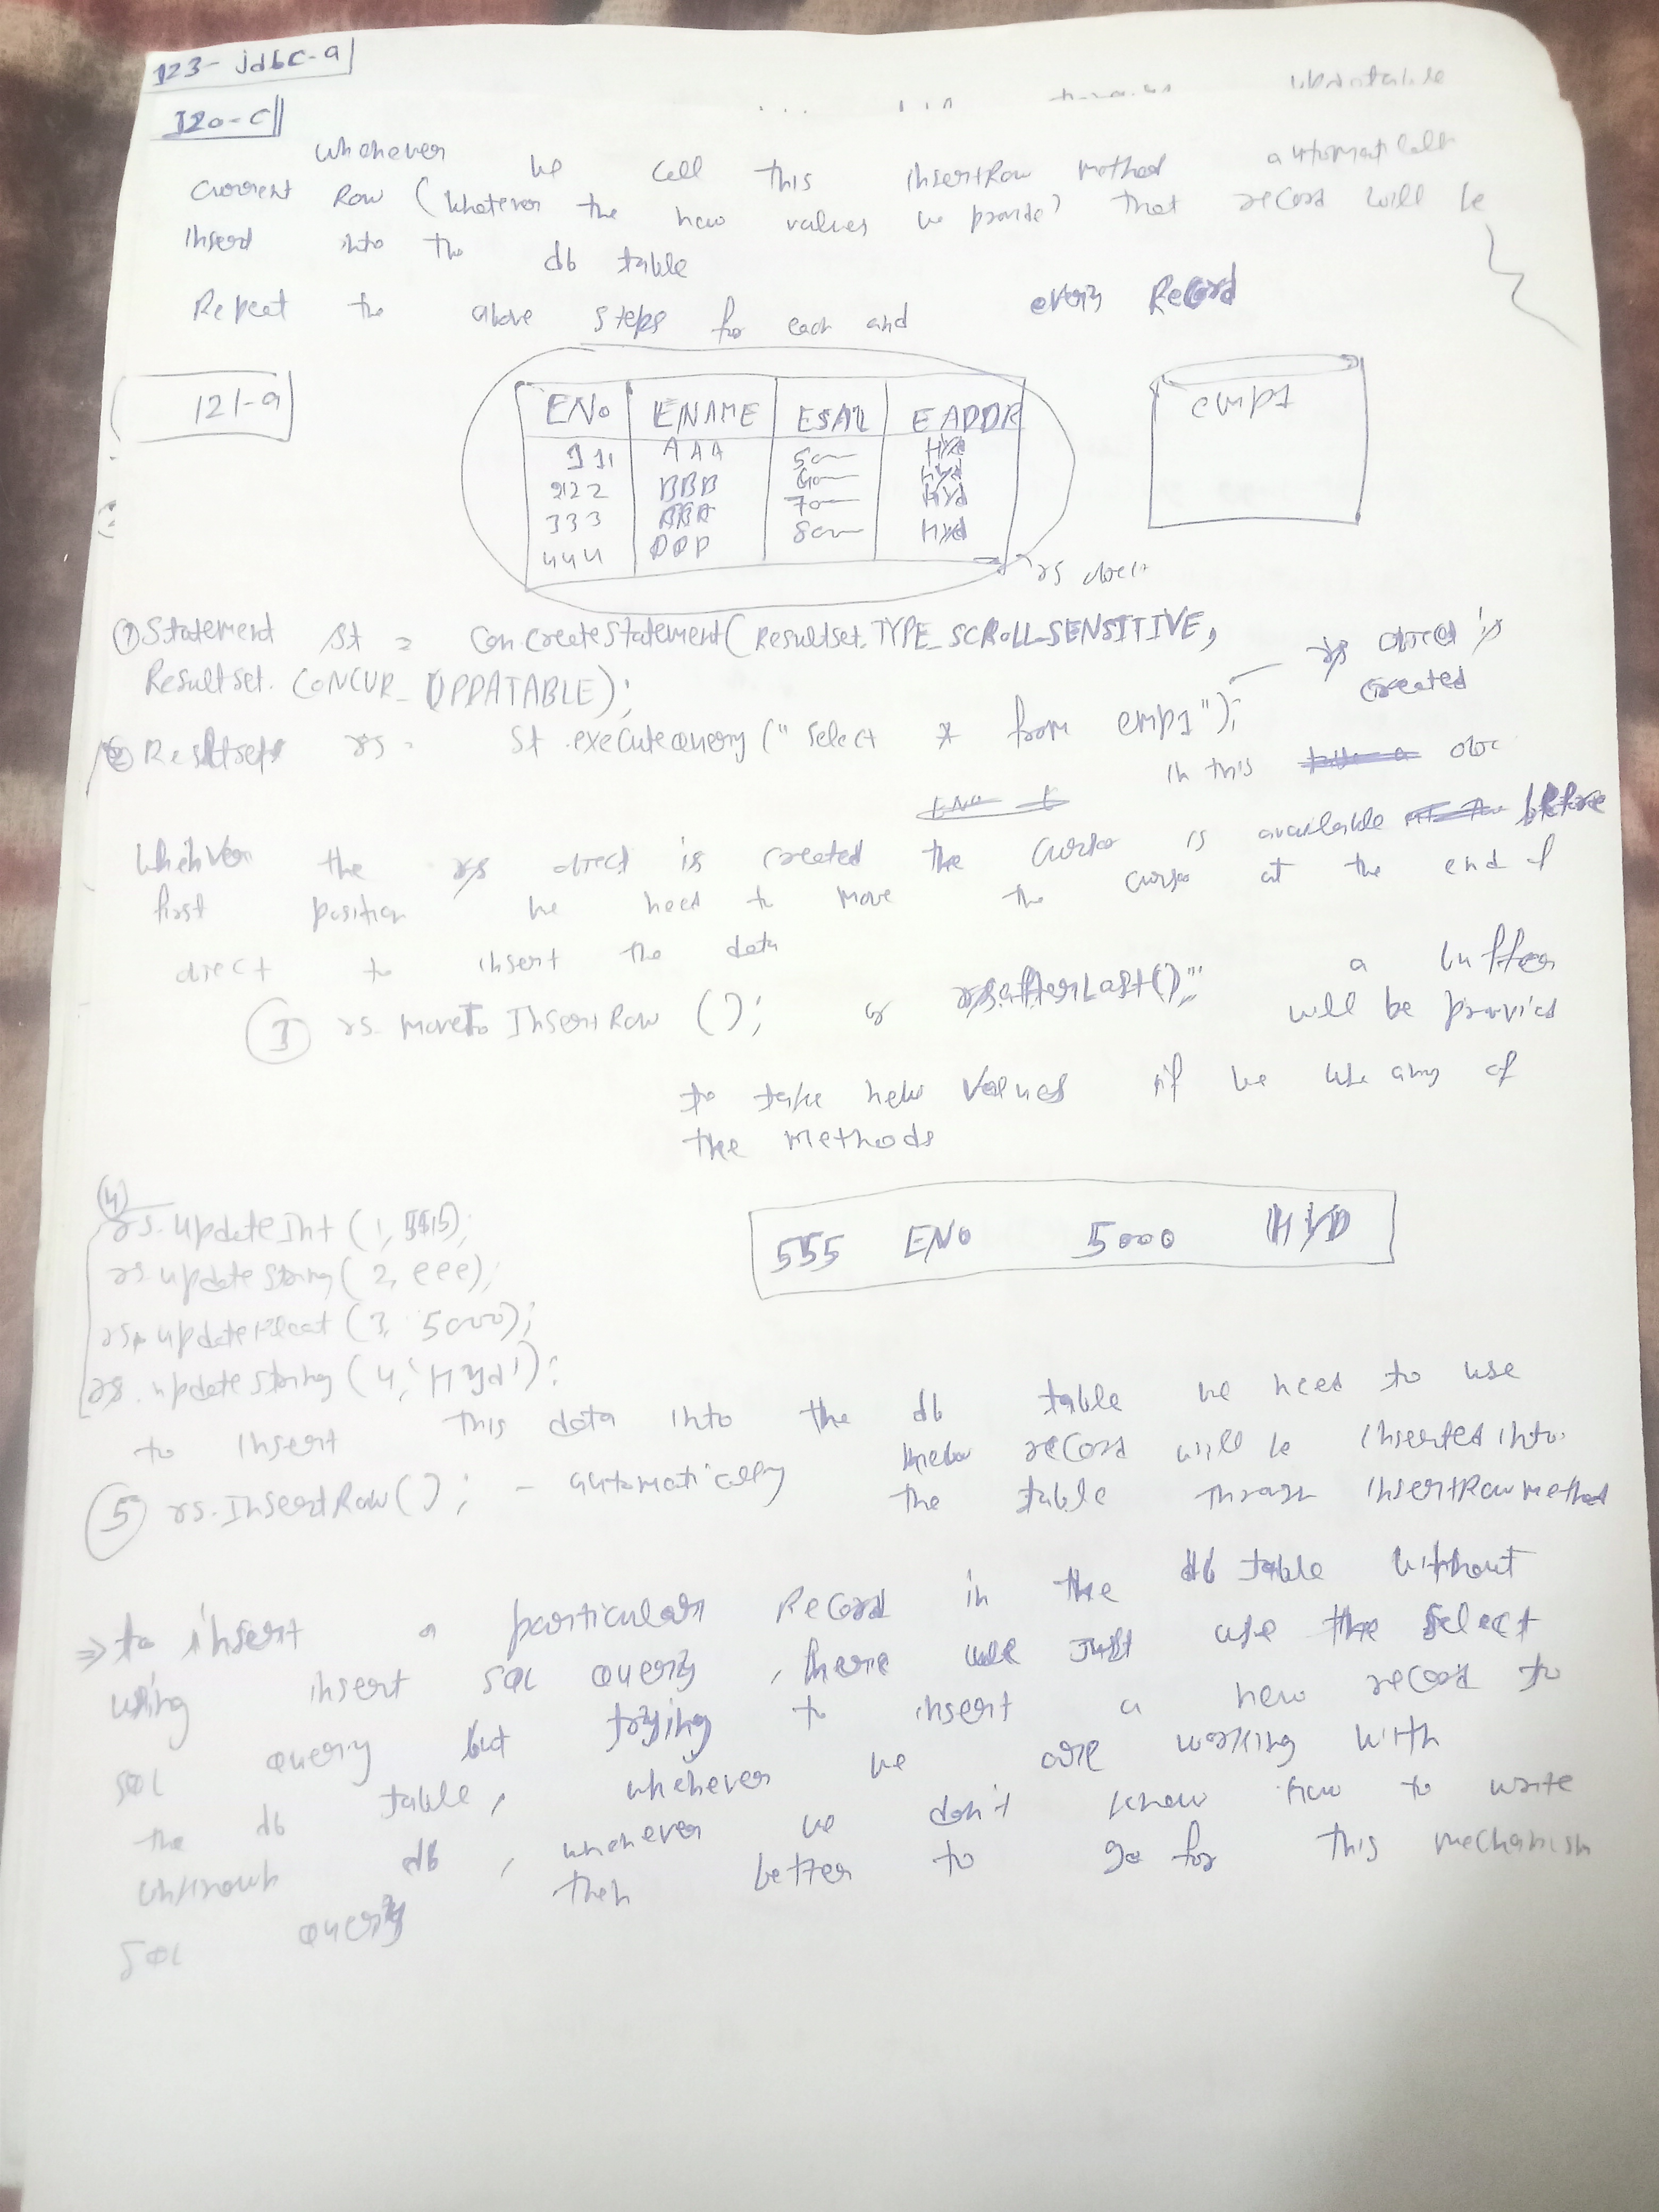 123- jdbc-a
updatable
120-c
whenever we call this insertRow method automatically
current Row (whatever the new values we provide) that record will be
insered into the db table
Repeat the above steps for each and every Record
121-a
ENO ENAME ESAL EADDR
111 AAA 5000 Hyd
222 BBB 6000 Hyd
333 7000 Hyd
444 DDD 8000 Hyd
emp1
rs object
① Statement st = con.createStatement(Resultset.TYPE_SCROLL_SENSITIVE,
Resultset.CONCUR_UPDATABLE);
rs object is
created
② Resultset rs = st.executequery("select * from emp1");
in this
whenever the rs object is created the cursor is available before
first position we need to move the cursor at the end of
object to insert the data
③ rs.moveTo InsertRow (); or rs.afterLast();
a buffer
will be provied
to take new values if we use any of
the methods
④
rs.updateInt (1, 555);
rs.updateString( 2, eee);
rs.updateFloat (3, 5000);
rs.updateString (4, 'Hyd');
555 ENO 5000 HYD
to insert this data into the db table we need to use
⑤ rs.InsertRow(); - automatically new record will be inserted into
the table through insertRow method
⇒ to insert a particular Record in the db table without
using insert SQL query, here we just use the select
SQL query but trying to insert a new record to
the db table, whenever we are working with
unknown db, whenever we don't know how to write
SQL query then better to go for this mechanism